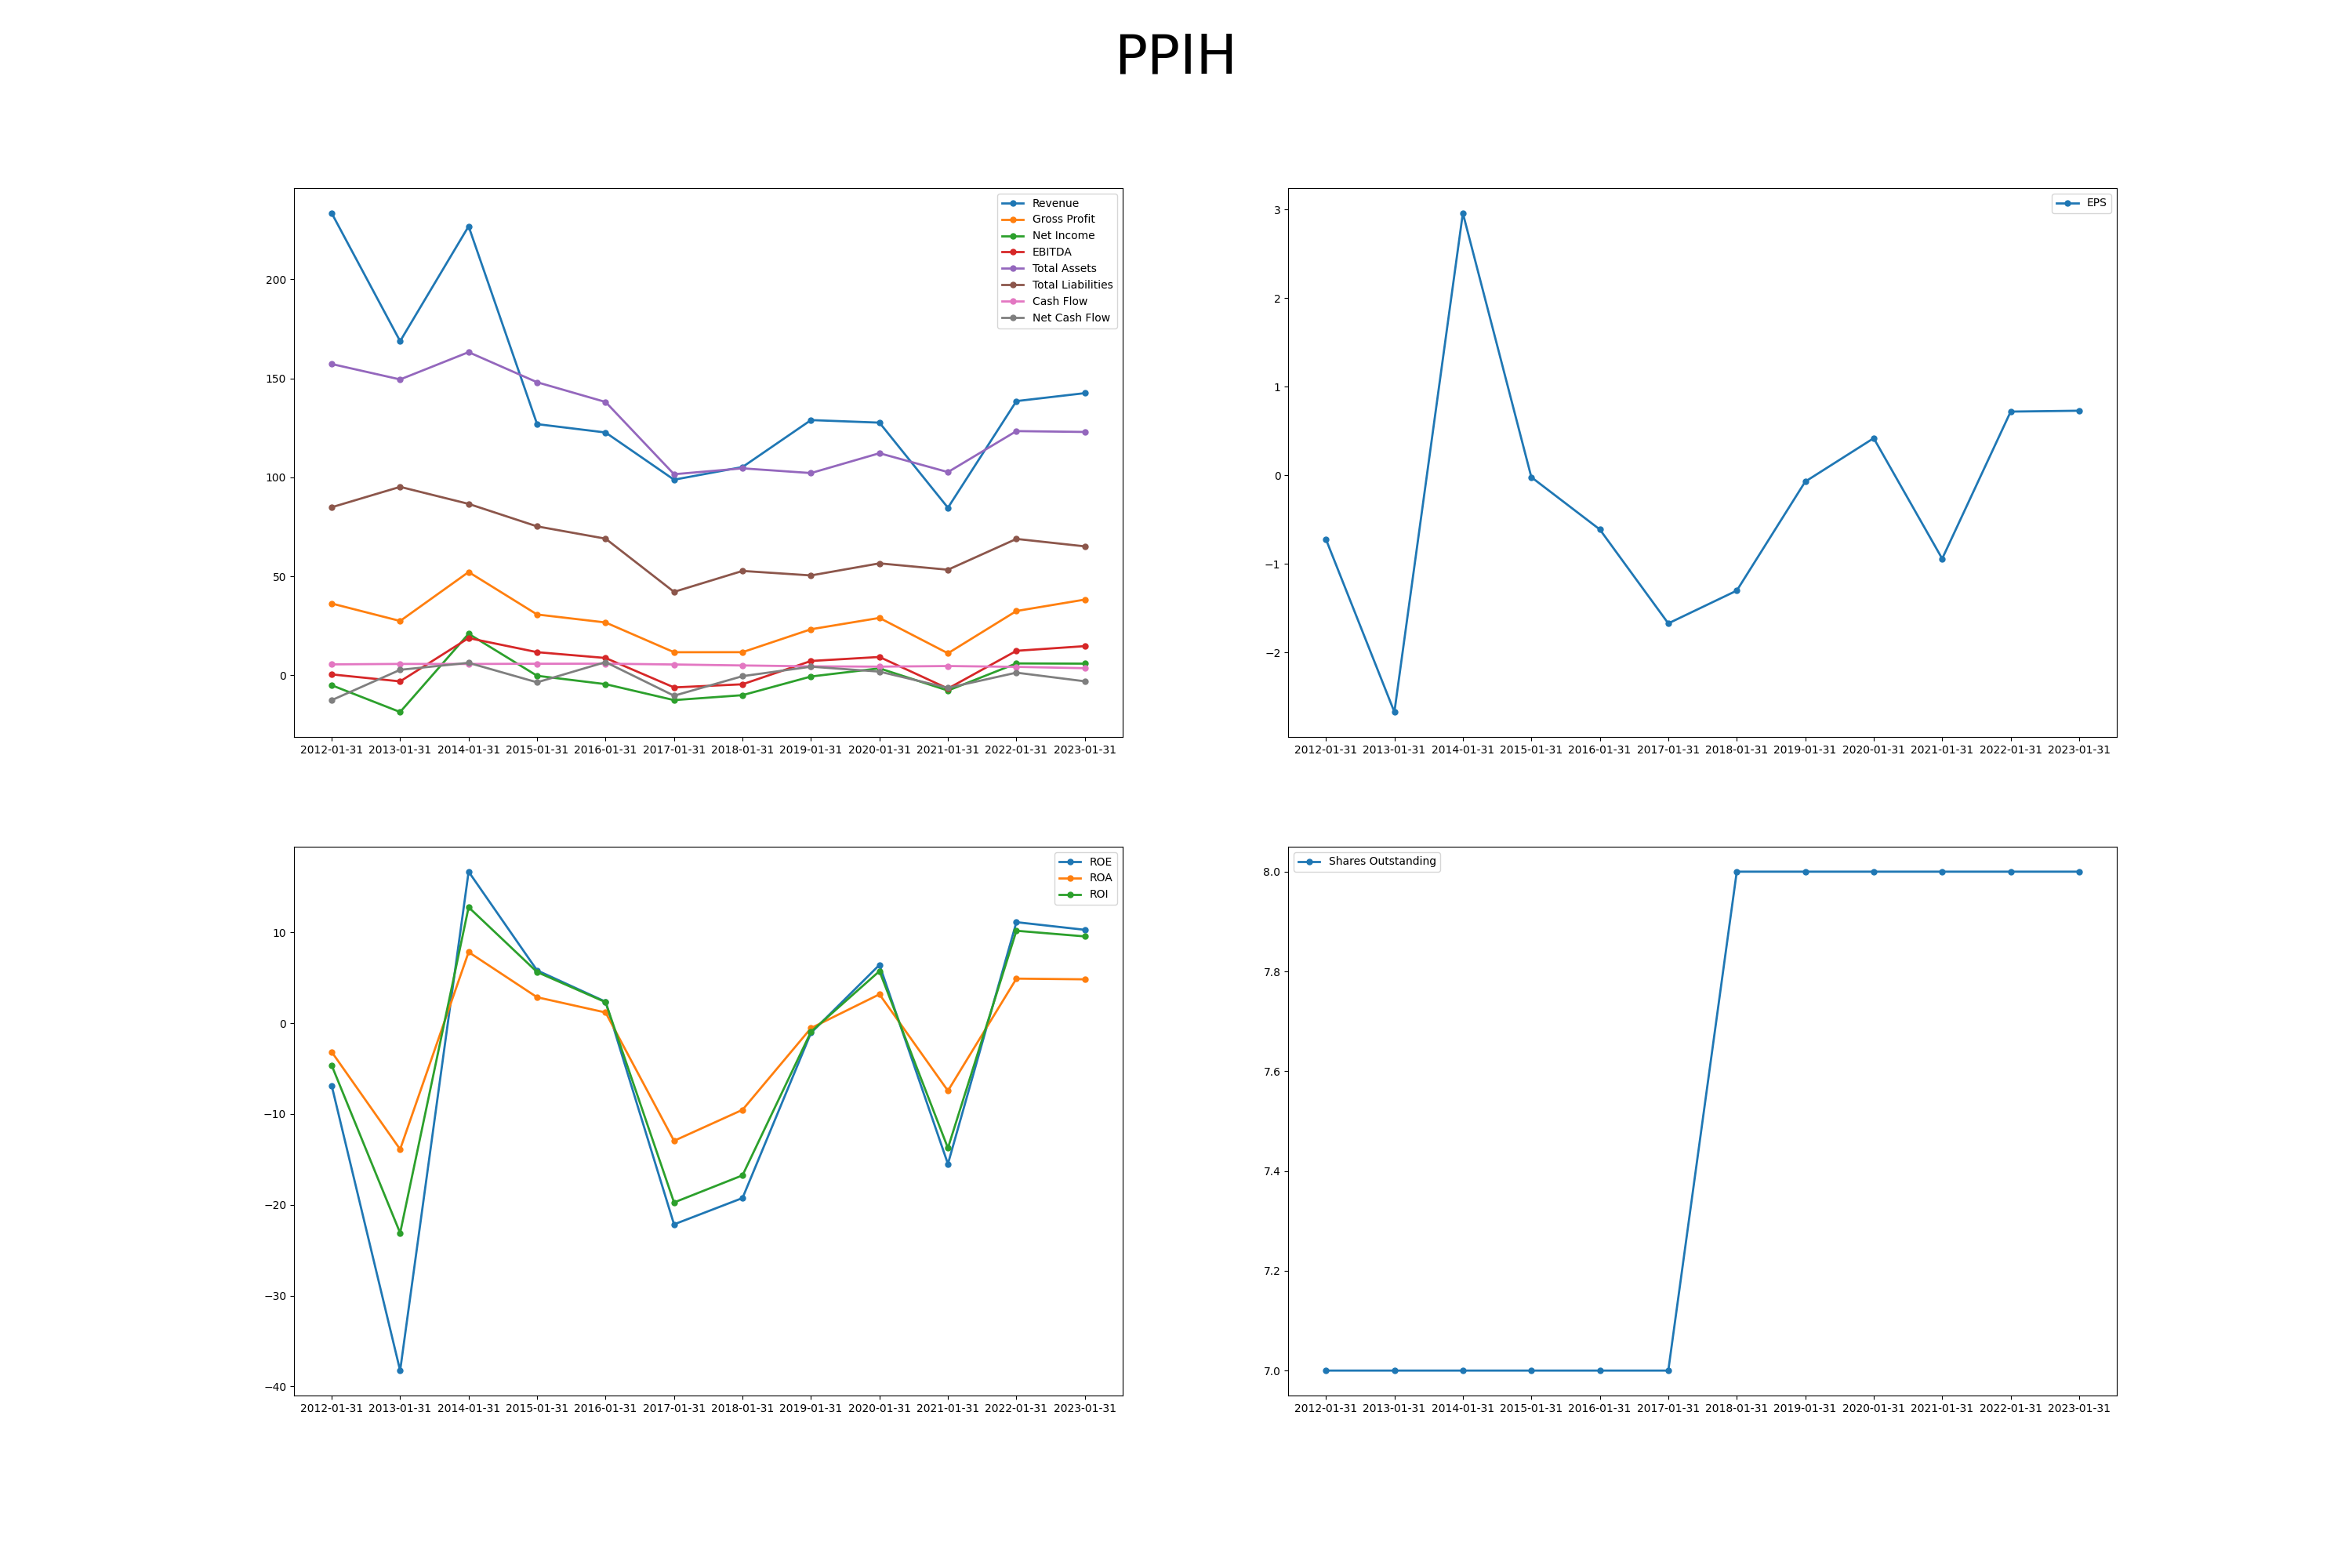 PPIH
Revenue
Gross Profit
Net Income
EBITDA
Total Assets
Total Liabilities
Cash Flow
Net Cash Flow
200
150
100
50
0
2012-01-31 2013-01-31 2014-01-31 2015-01-31 2016-01-31 2017-01-31 2018-01-31 2019-01-31 2020-01-31 2021-01-31 2022-01-31 2023-01-31
EPS
3
2
1
0
−1
−2
2012-01-31 2013-01-31 2014-01-31 2015-01-31 2016-01-31 2017-01-31 2018-01-31 2019-01-31 2020-01-31 2021-01-31 2022-01-31 2023-01-31
ROE
ROA
ROI
10
0
−10
−20
−30
−40
2012-01-31 2013-01-31 2014-01-31 2015-01-31 2016-01-31 2017-01-31 2018-01-31 2019-01-31 2020-01-31 2021-01-31 2022-01-31 2023-01-31
Shares Outstanding
8.0
7.8
7.6
7.4
7.2
7.0
2012-01-31 2013-01-31 2014-01-31 2015-01-31 2016-01-31 2017-01-31 2018-01-31 2019-01-31 2020-01-31 2021-01-31 2022-01-31 2023-01-31